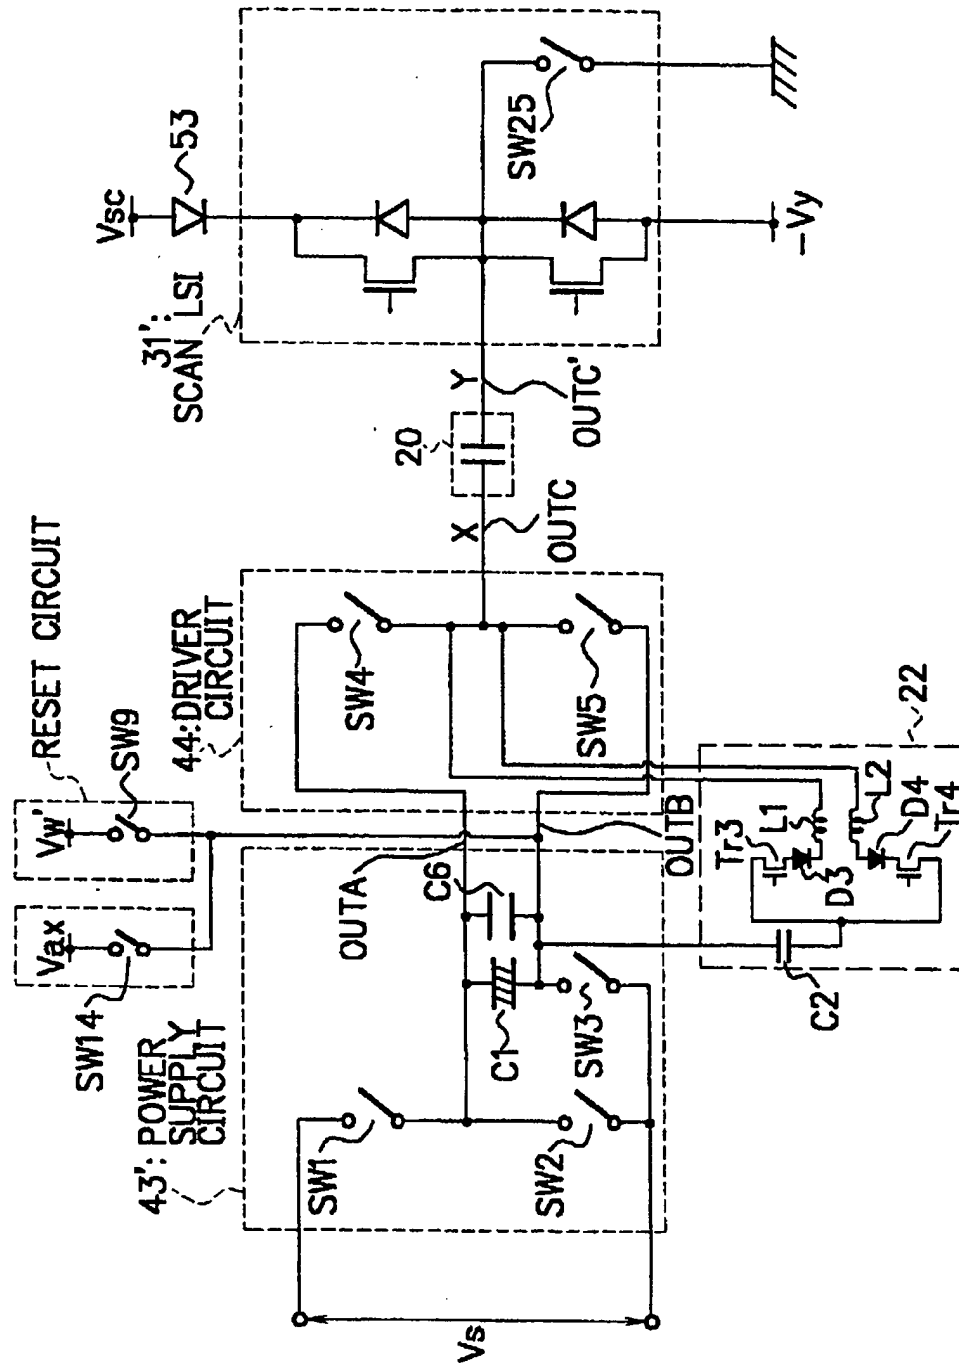 RESET CIRCUIT
Vax
Vw'
SW14
SW9
43': POWER
SUPPLY
CIRCUIT
44:DRIVER
CIRCUIT
31':
SCAN LSI
Vsc
53
Vs
SW1
SW2
SW3
C1
C6
OUTA
OUTB
SW4
SW5
X
OUTC
20
Y
OUTC'
SW25
-Vy
22
C2
Tr3
L1
D3
L2
D4
Tr4